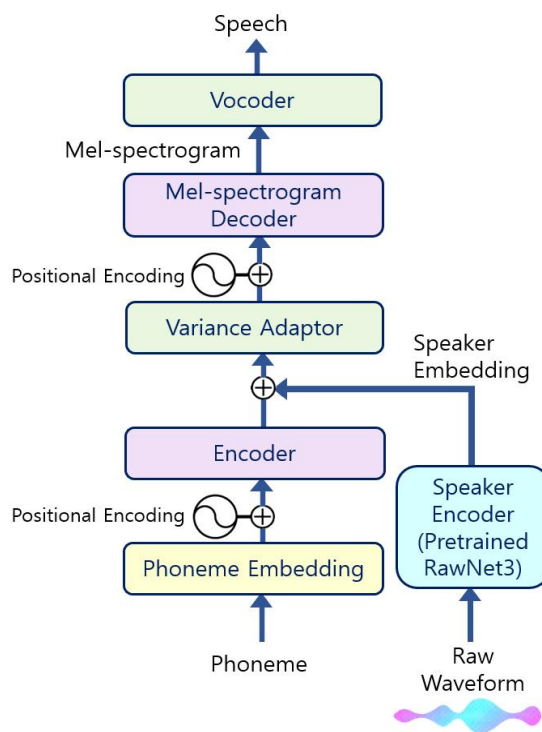 Speech
Vocoder
Mel-spectrogram
Mel-spectrogram
Decoder
Positional Encoding
Variance Adaptor
Speaker
Embedding
Encoder
Speaker
Encoder
(Pretrained
RawNet3)
Positional Encoding
Phoneme Embedding
Phoneme
Raw
Waveform